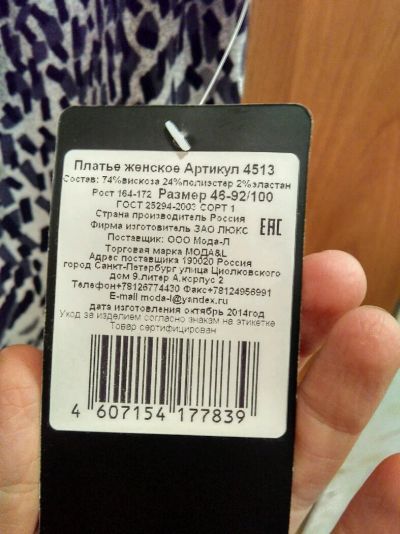 Платье женское Артикул 4513
Состав: 74%вискоза 24%полиэстер 2%эластан
Рост 164-172 Размер 46-92/100
ГОСТ 25294-2003 СОРТ 1
Страна производитель Россия
Фирма изготовитель ЗАО ЛЮКС
Поставщик: ООО Мода-Л
Торговая марка МОДА&L
Адрес поставщика 190020 Россия
город Санкт-Петербург улица Циолковского
дом 9.литер А.корпус 2
Телефон+78126774430 Факс+78124956991
E-mail moda-l@yandex.ru
дата изготовления октябрь 2014год
Уход за изделием согласно знакам на этикетке
Товар сертифицирован
EAC
4 607154 177839